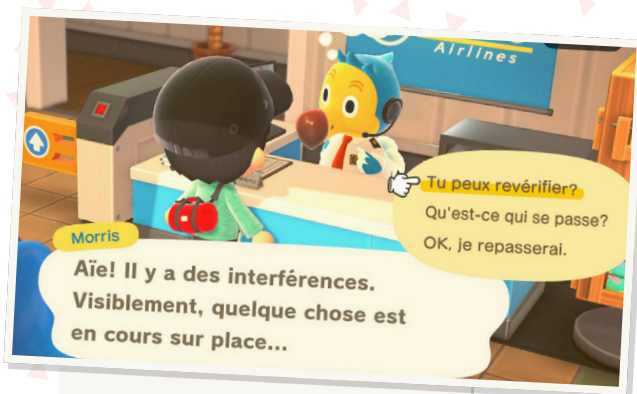 Airlines
Tu peux revérifier?
Qu'est-ce qui se passe?
OK, je repasserai.
Morris
Aïe! Il y a des interférences.
Visiblement, quelque chose est
en cours sur place...